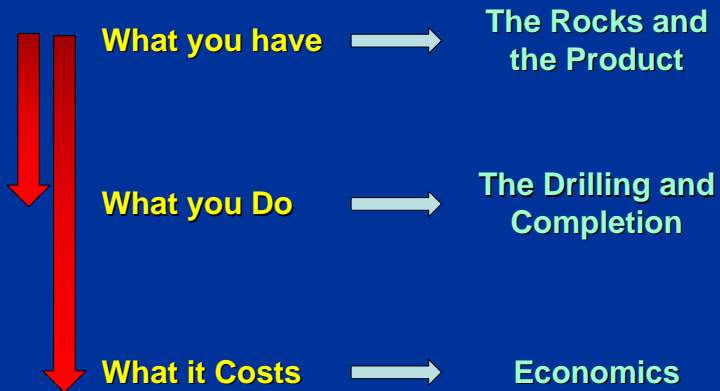 What you have
The Rocks and
the Product
What you Do
The Drilling and
Completion
What it Costs
Economics